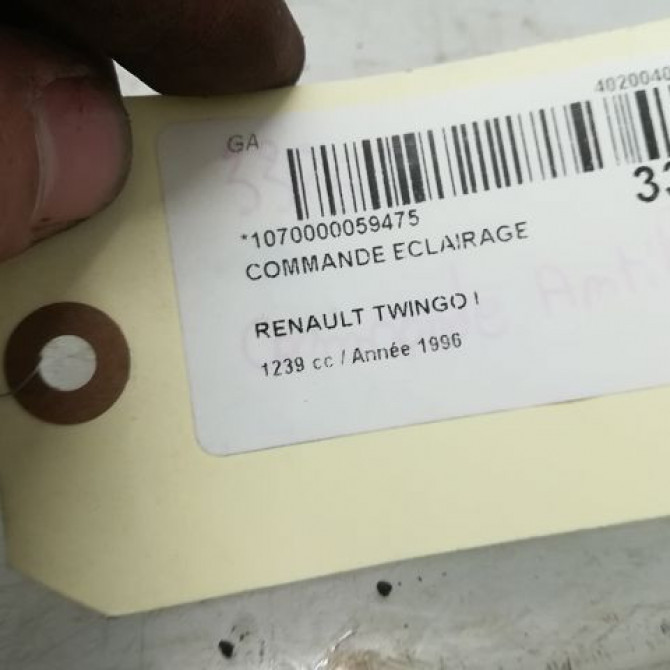 GA
4020040
33
*1070000059475
COMMANDE ECLAIRAGE
RENAULT TWINGO I
1239 cc / Année 1996